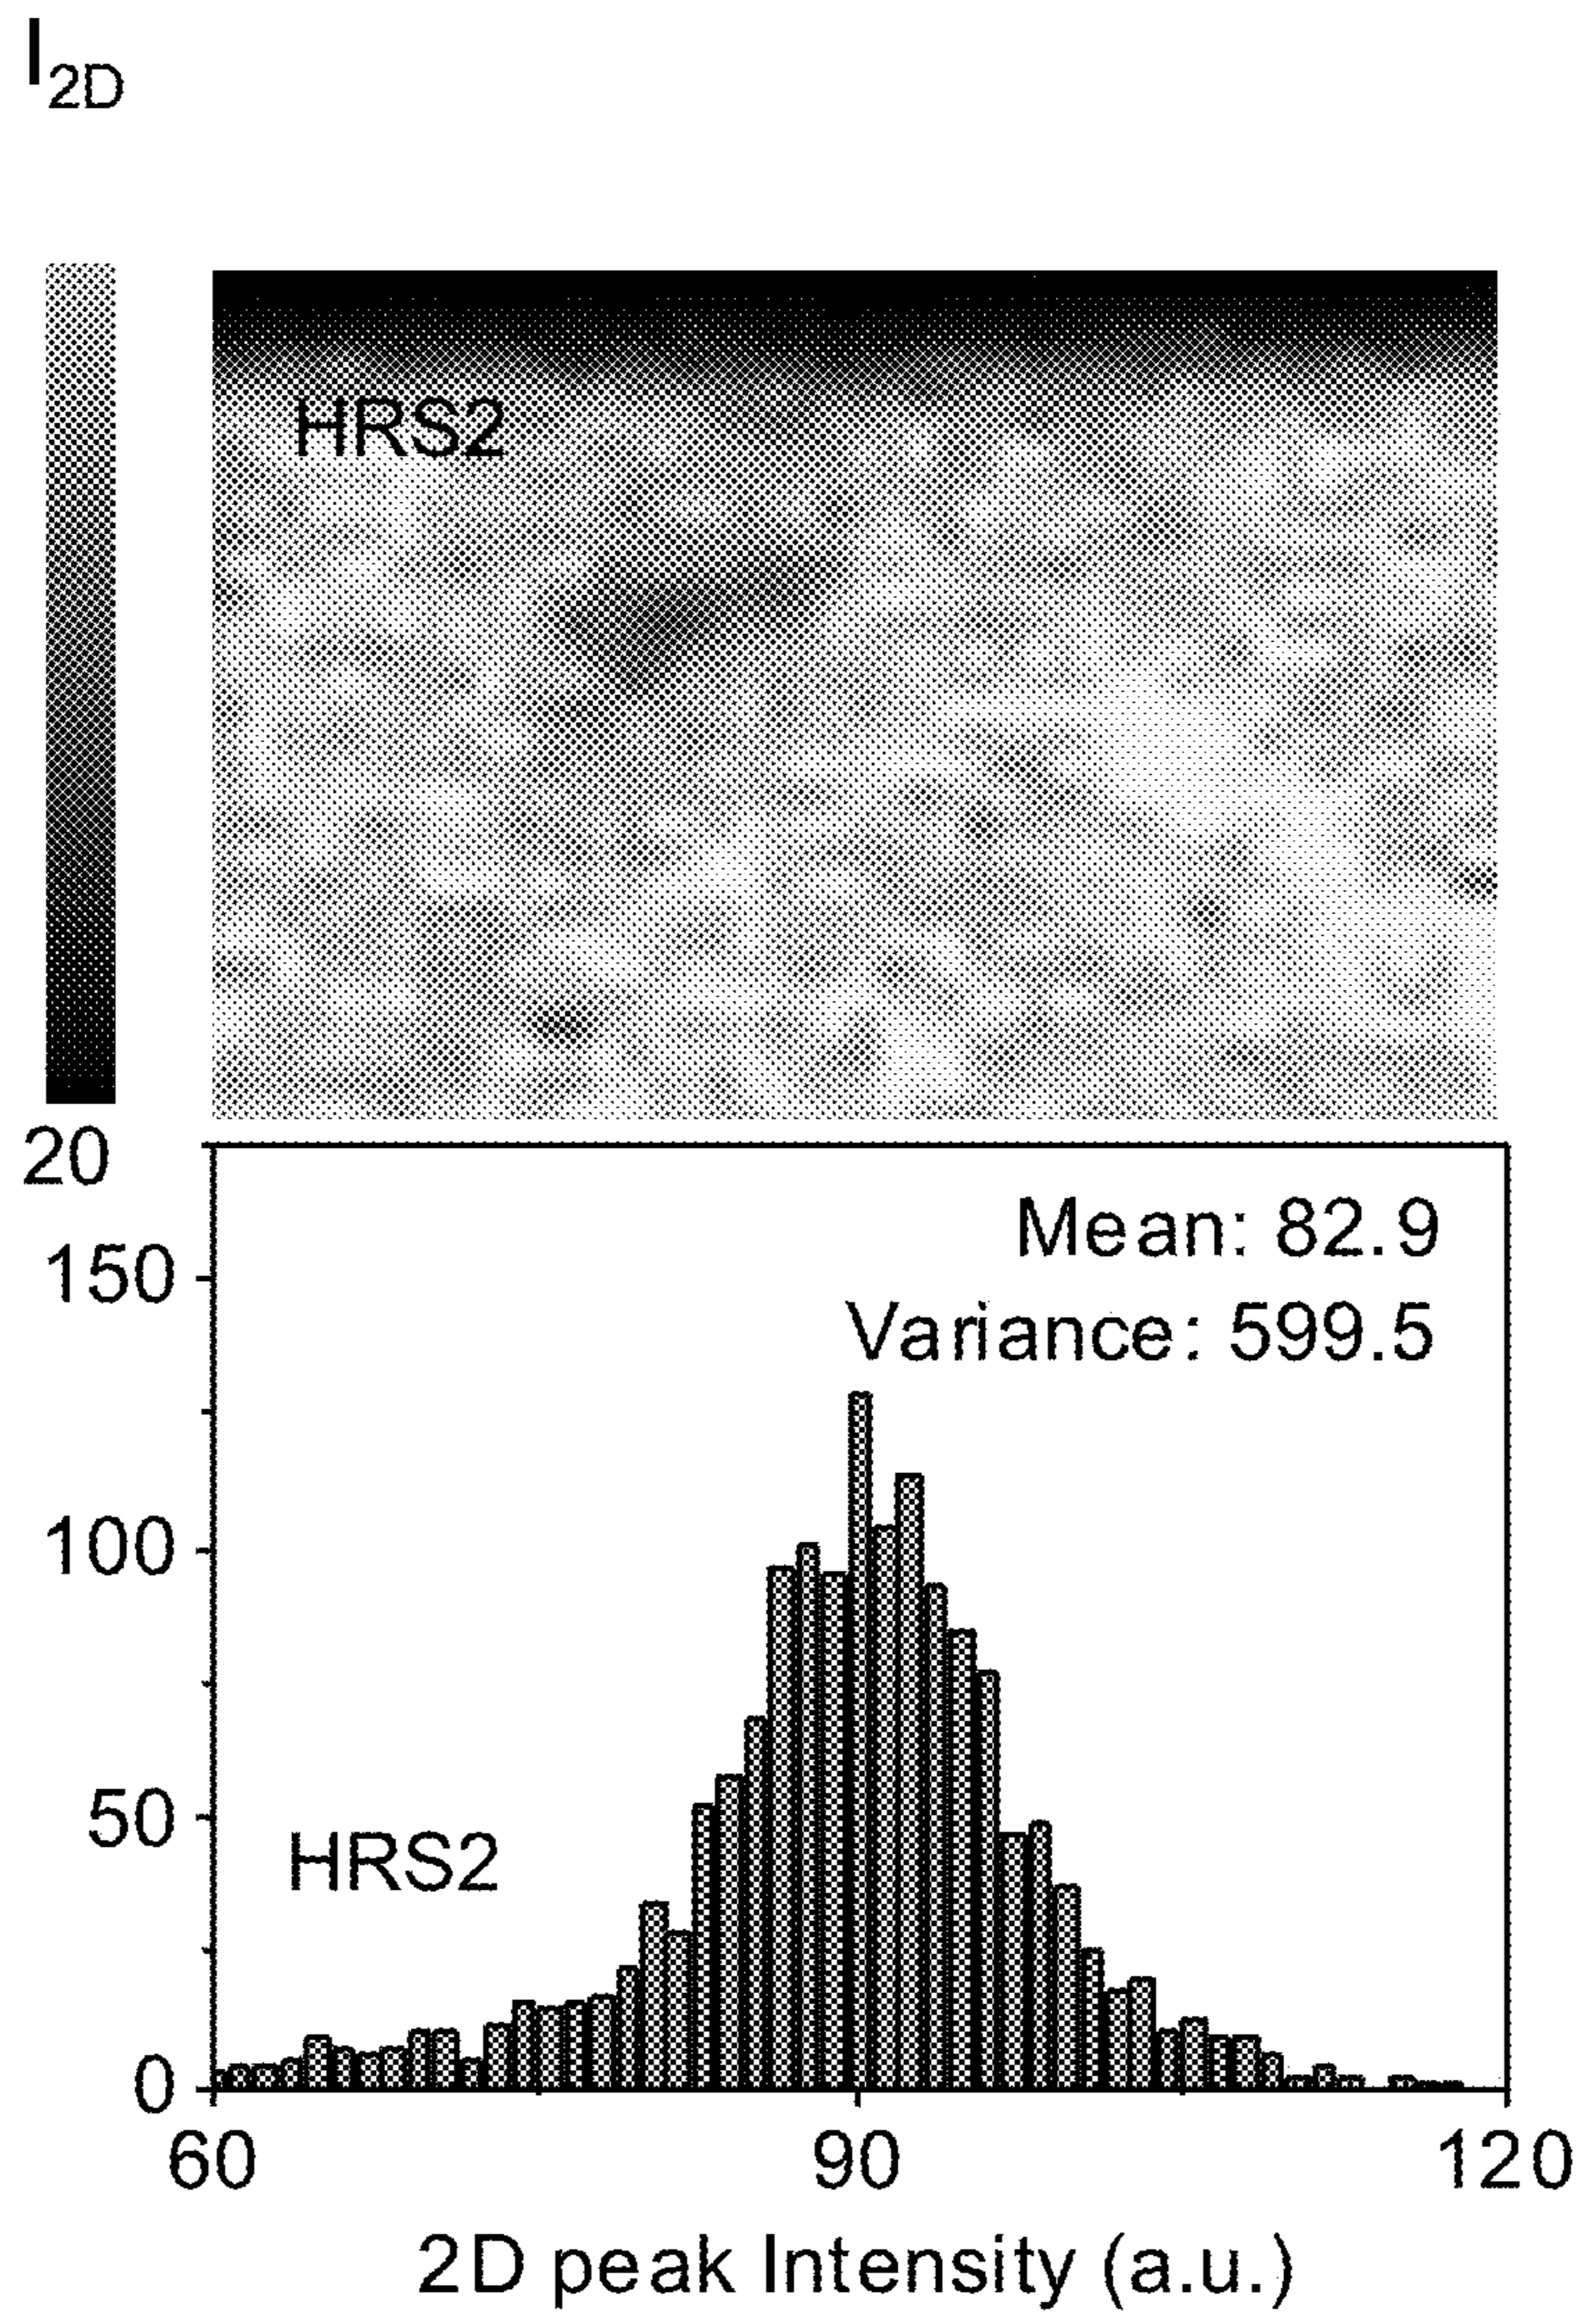 I2D
HRS2
20
Mean: 82.9
Variance: 599.5
150
100
50
0
HRS2
60 90 120
2D peak Intensity (a.u.)